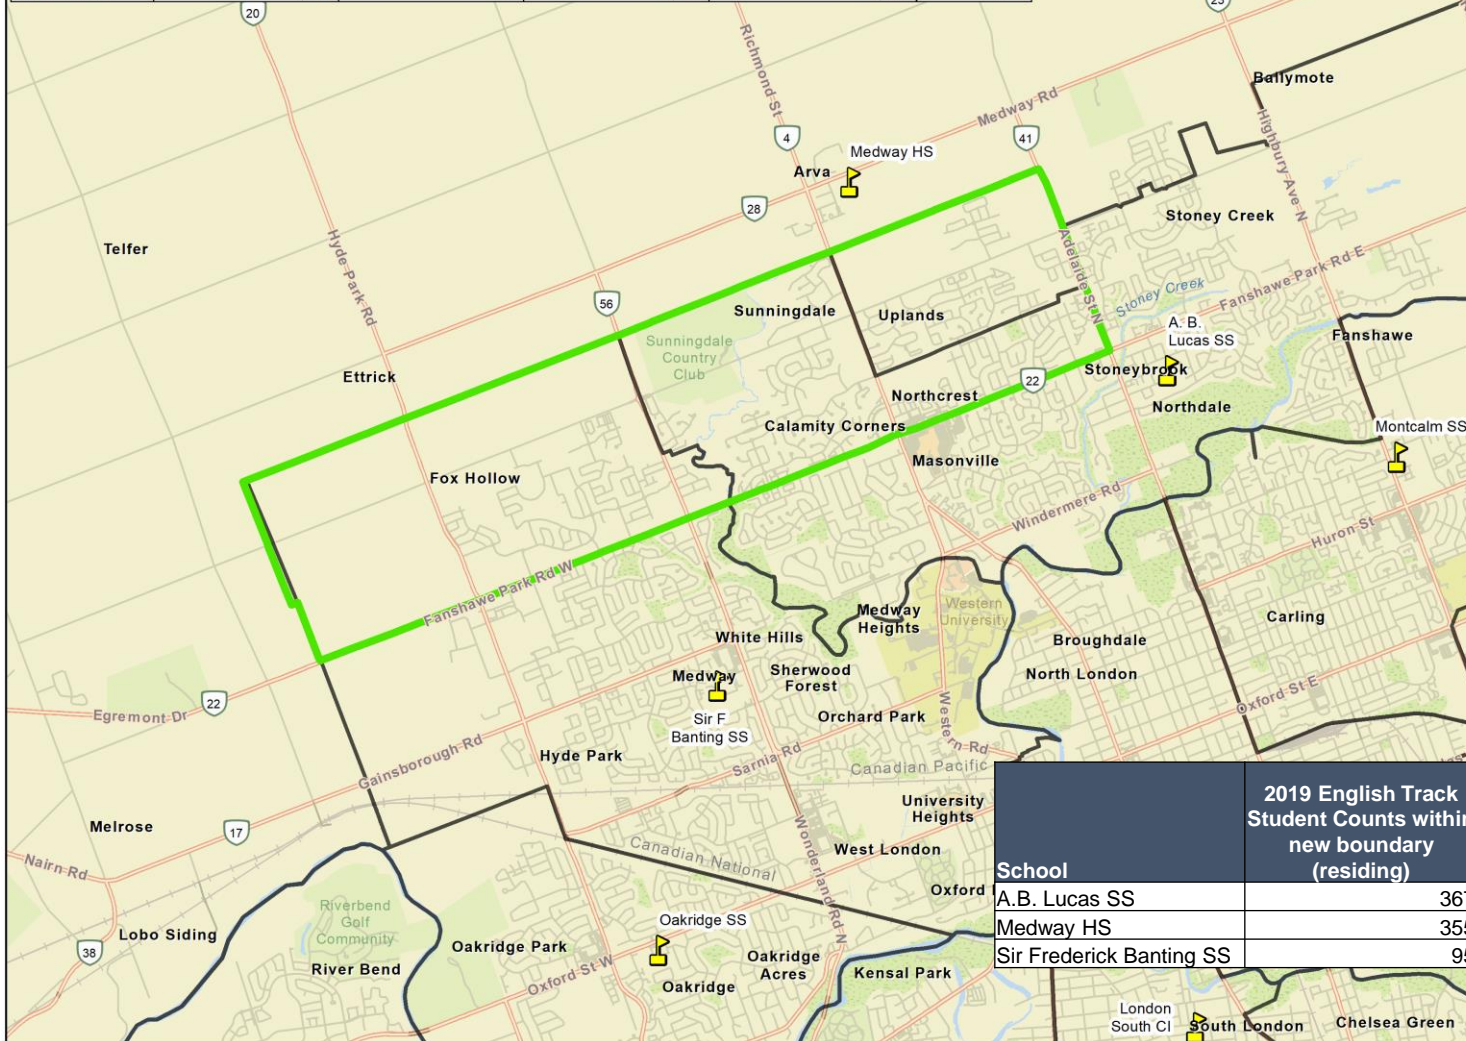 20
25
Richmond St
Ballymote
Medway Rd
Highbury Ave N
4
41
Medway HS
Arva
28
Stoney Creek
Telfer
Hyde Park Rd
Adelaide St N
Fanshawe Park Rd E
Stoney Creek
56
Sunningdale
Uplands
A. B.
Lucas SS
Fanshawe
Sunningdale
Country
Club
Ettrick
Stoneybrook
22
Northcrest
Northdale
Calamity Corners
Montcalm SS
Masonville
Fox Hollow
Windermere Rd
Huron St
Fanshawe Park Rd W
Medway
Heights
Western
University
Carling
White Hills
Broughdale
Sherwood
Forest
North London
Medway
Oxford St E
22
Egremont Dr
Sir F
Banting SS
Orchard Park
Western Rd
Gainsborough Rd
Hyde Park
Sarnia Rd
Canadian Pacific
University
Heights
Melrose
17
Wonderland Rd N
Canadian National
West London
Nairn Rd
Oxford
Riverbend
Golf
Community
Lobo Siding
38
River Bend
Oakridge Park
Oakridge SS
Oakridge
Acres
Oxford St W
Oakridge
Kensal Park
School
2019 English Track
Student Counts within
new boundary
(residing)
A.B. Lucas SS 367
Medway HS 355
Sir Frederick Banting SS 95
London
South CI
South London
Chelsea Green